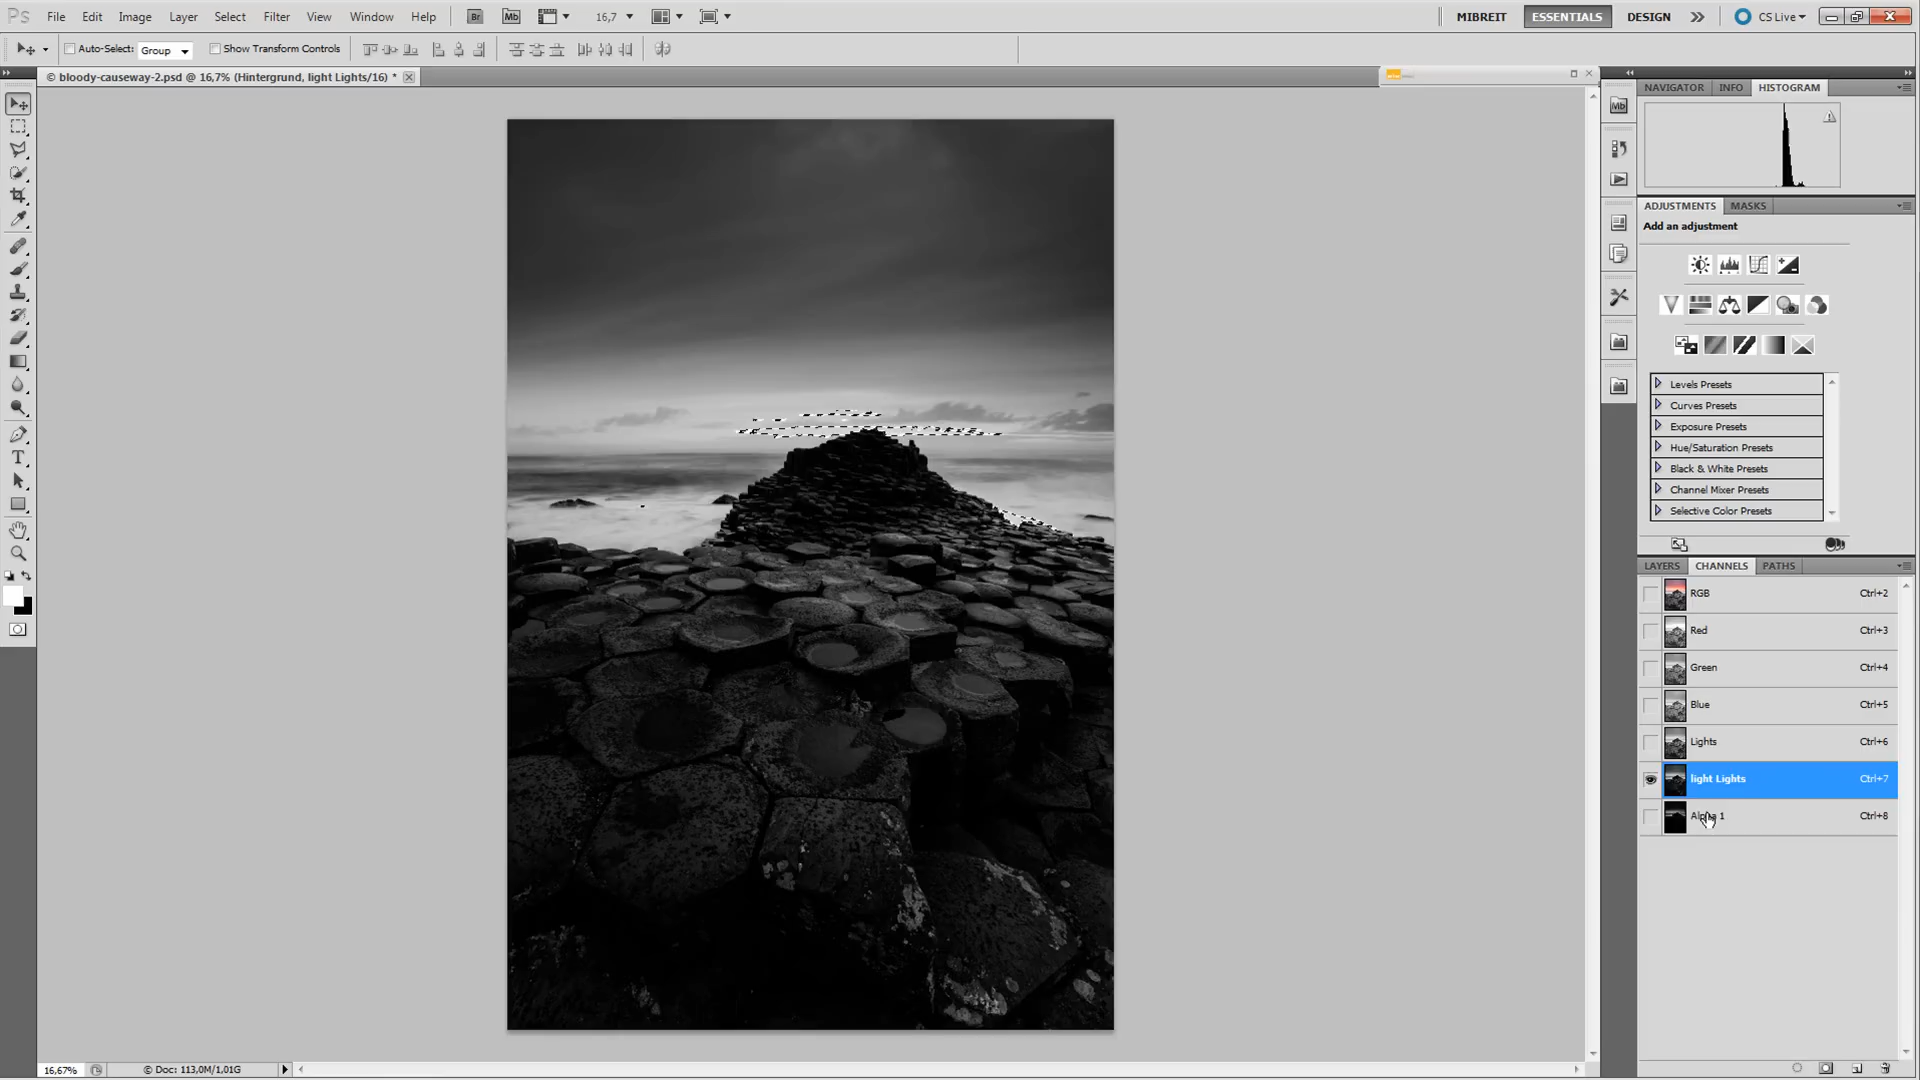 Ps File Edit Image Layer Select Filter View Window Help Br Mb 16,7 MIBREIT ESSENTIALS DESIGN CS Live
Auto-Select: Group Show Transform Controls
© bloody-causeway-2.psd @ 16,7% (Hintergrund, light Lights/16) *
NAVIGATOR INFO HISTOGRAM
Mb
ADJUSTMENTS MASKS
Add an adjustment
Levels Presets
Curves Presets
Exposure Presets
Hue/Saturation Presets
Black & White Presets
Channel Mixer Presets
Selective Color Presets
LAYERS CHANNELS PATHS
RGB Ctrl+2
Red Ctrl+3
Green Ctrl+4
Blue Ctrl+5
Lights Ctrl+6
light Lights Ctrl+7
Alpha 1 Ctrl+8
16,67% © Doc: 113,0M/1,01G